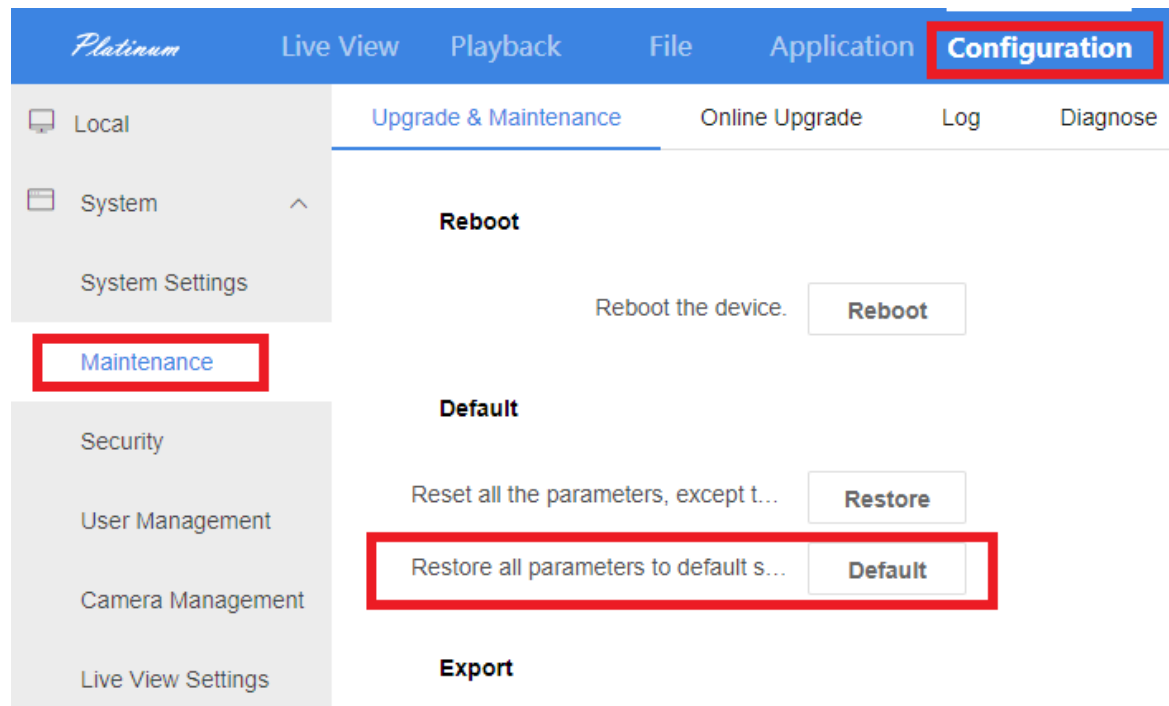 Platinum Live View Playback File Application Configuration
Local
System
System Settings
Maintenance
Security
User Management
Camera Management
Live View Settings
Upgrade & Maintenance Online Upgrade Log Diagnose
Reboot
Reboot the device. Reboot
Default
Reset all the parameters, except t... Restore
Restore all parameters to default s... Default
Export